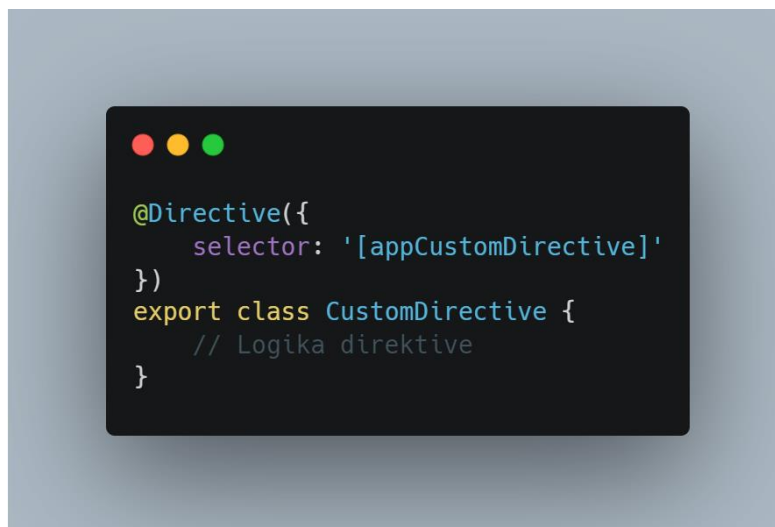 @Directive({
    selector: '[appCustomDirective]'
})
export class CustomDirective {
    // Logika direktive
}